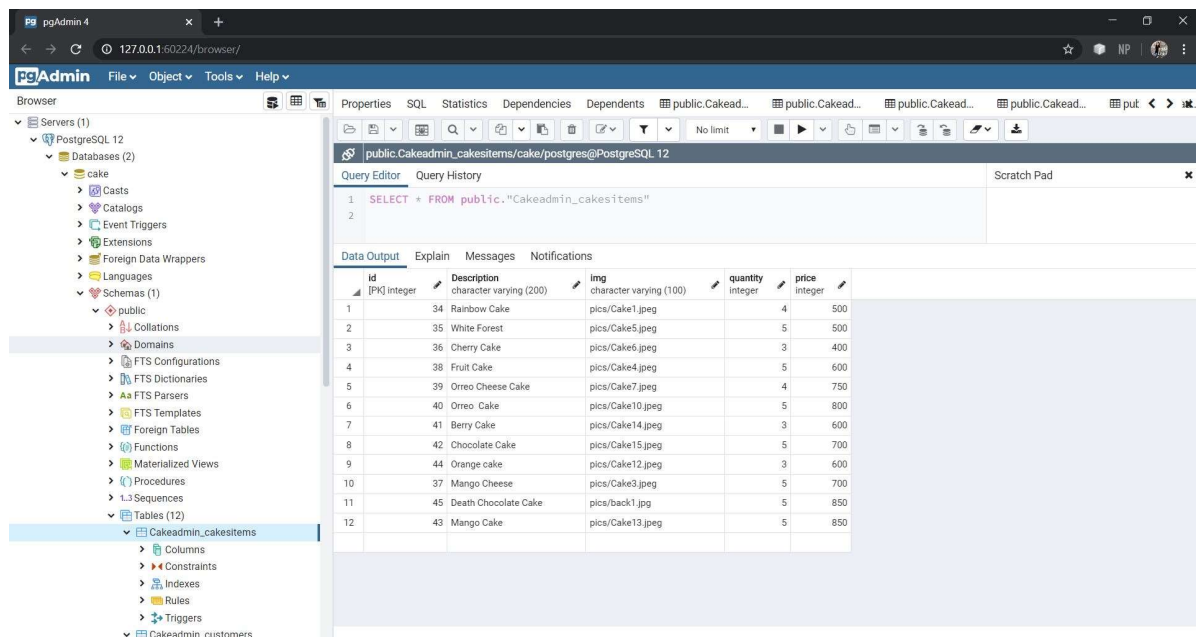 pgAdmin 4
127.0.0.1:60224/browser/
NP
pgAdmin File Object Tools Help
Browser
Servers (1)
PostgreSQL 12
Databases (2)
cake
Casts
Catalogs
Event Triggers
Extensions
Foreign Data Wrappers
Languages
Schemas (1)
public
Collations
Domains
FTS Configurations
FTS Dictionaries
FTS Parsers
FTS Templates
Foreign Tables
Functions
Materialized Views
Procedures
1..3 Sequences
Tables (12)
Cakeadmin_cakesitems
Columns
Constraints
Indexes
Rules
Triggers
Cakeadmin_customers
Properties SQL Statistics Dependencies Dependents public.Cakead... public.Cakead... public.Cakead... public.Cakead... put
No limit
public.Cakeadmin_cakesitems/cake/postgres@PostgreSQL 12
Query Editor Query History Scratch Pad
1 SELECT * FROM public."Cakeadmin_cakesitems"
2
Data Output Explain Messages Notifications
id Description img quantity price
[PK] integer character varying (200) character varying (100) integer integer
1 34 Rainbow Cake pics/Cake1.jpeg 4 500
2 35 White Forest pics/Cake5.jpeg 5 500
3 36 Cherry Cake pics/Cake6.jpeg 3 400
4 38 Fruit Cake pics/Cake4.jpeg 5 600
5 39 Orreo Cheese Cake pics/Cake7.jpeg 4 750
6 40 Orreo Cake pics/Cake10.jpeg 5 800
7 41 Berry Cake pics/Cake14.jpeg 3 600
8 42 Chocolate Cake pics/Cake15.jpeg 5 700
9 44 Orange cake pics/Cake12.jpeg 3 600
10 37 Mango Cheese pics/Cake3.jpeg 5 700
11 45 Death Chocolate Cake pics/back1.jpg 5 850
12 43 Mango Cake pics/Cake13.jpeg 5 850